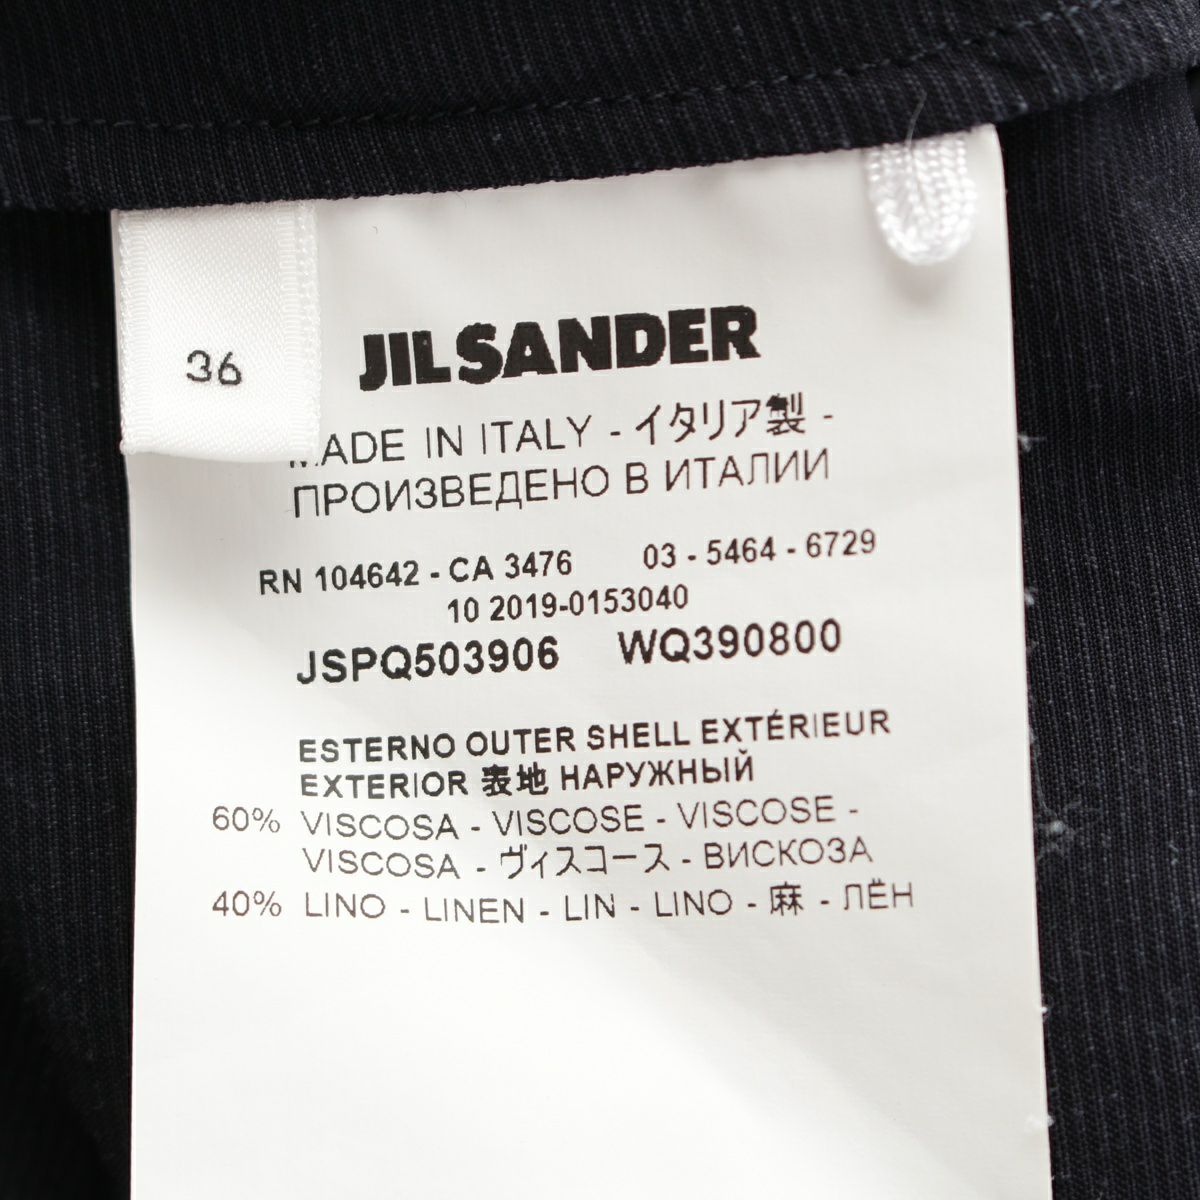 36
JIL SANDER
MADE IN ITALY - イタリア製 -
ПРОИЗВЕДЕНО В ИТАЛИИ
RN 104642 - CA 3476 03 - 5464 - 6729
10 2019-0153040
JSPQ503906 WQ390800
ESTERNO OUTER SHELL EXTÉRIEUR
EXTERIOR 表地 НАРУЖНЫЙ
60% VISCOSA - VISCOSE - VISCOSE -
VISCOSA - ヴィスコース - ВИСКОЗА
40% LINO - LINEN - LIN - LINO - 麻 - ЛЁН